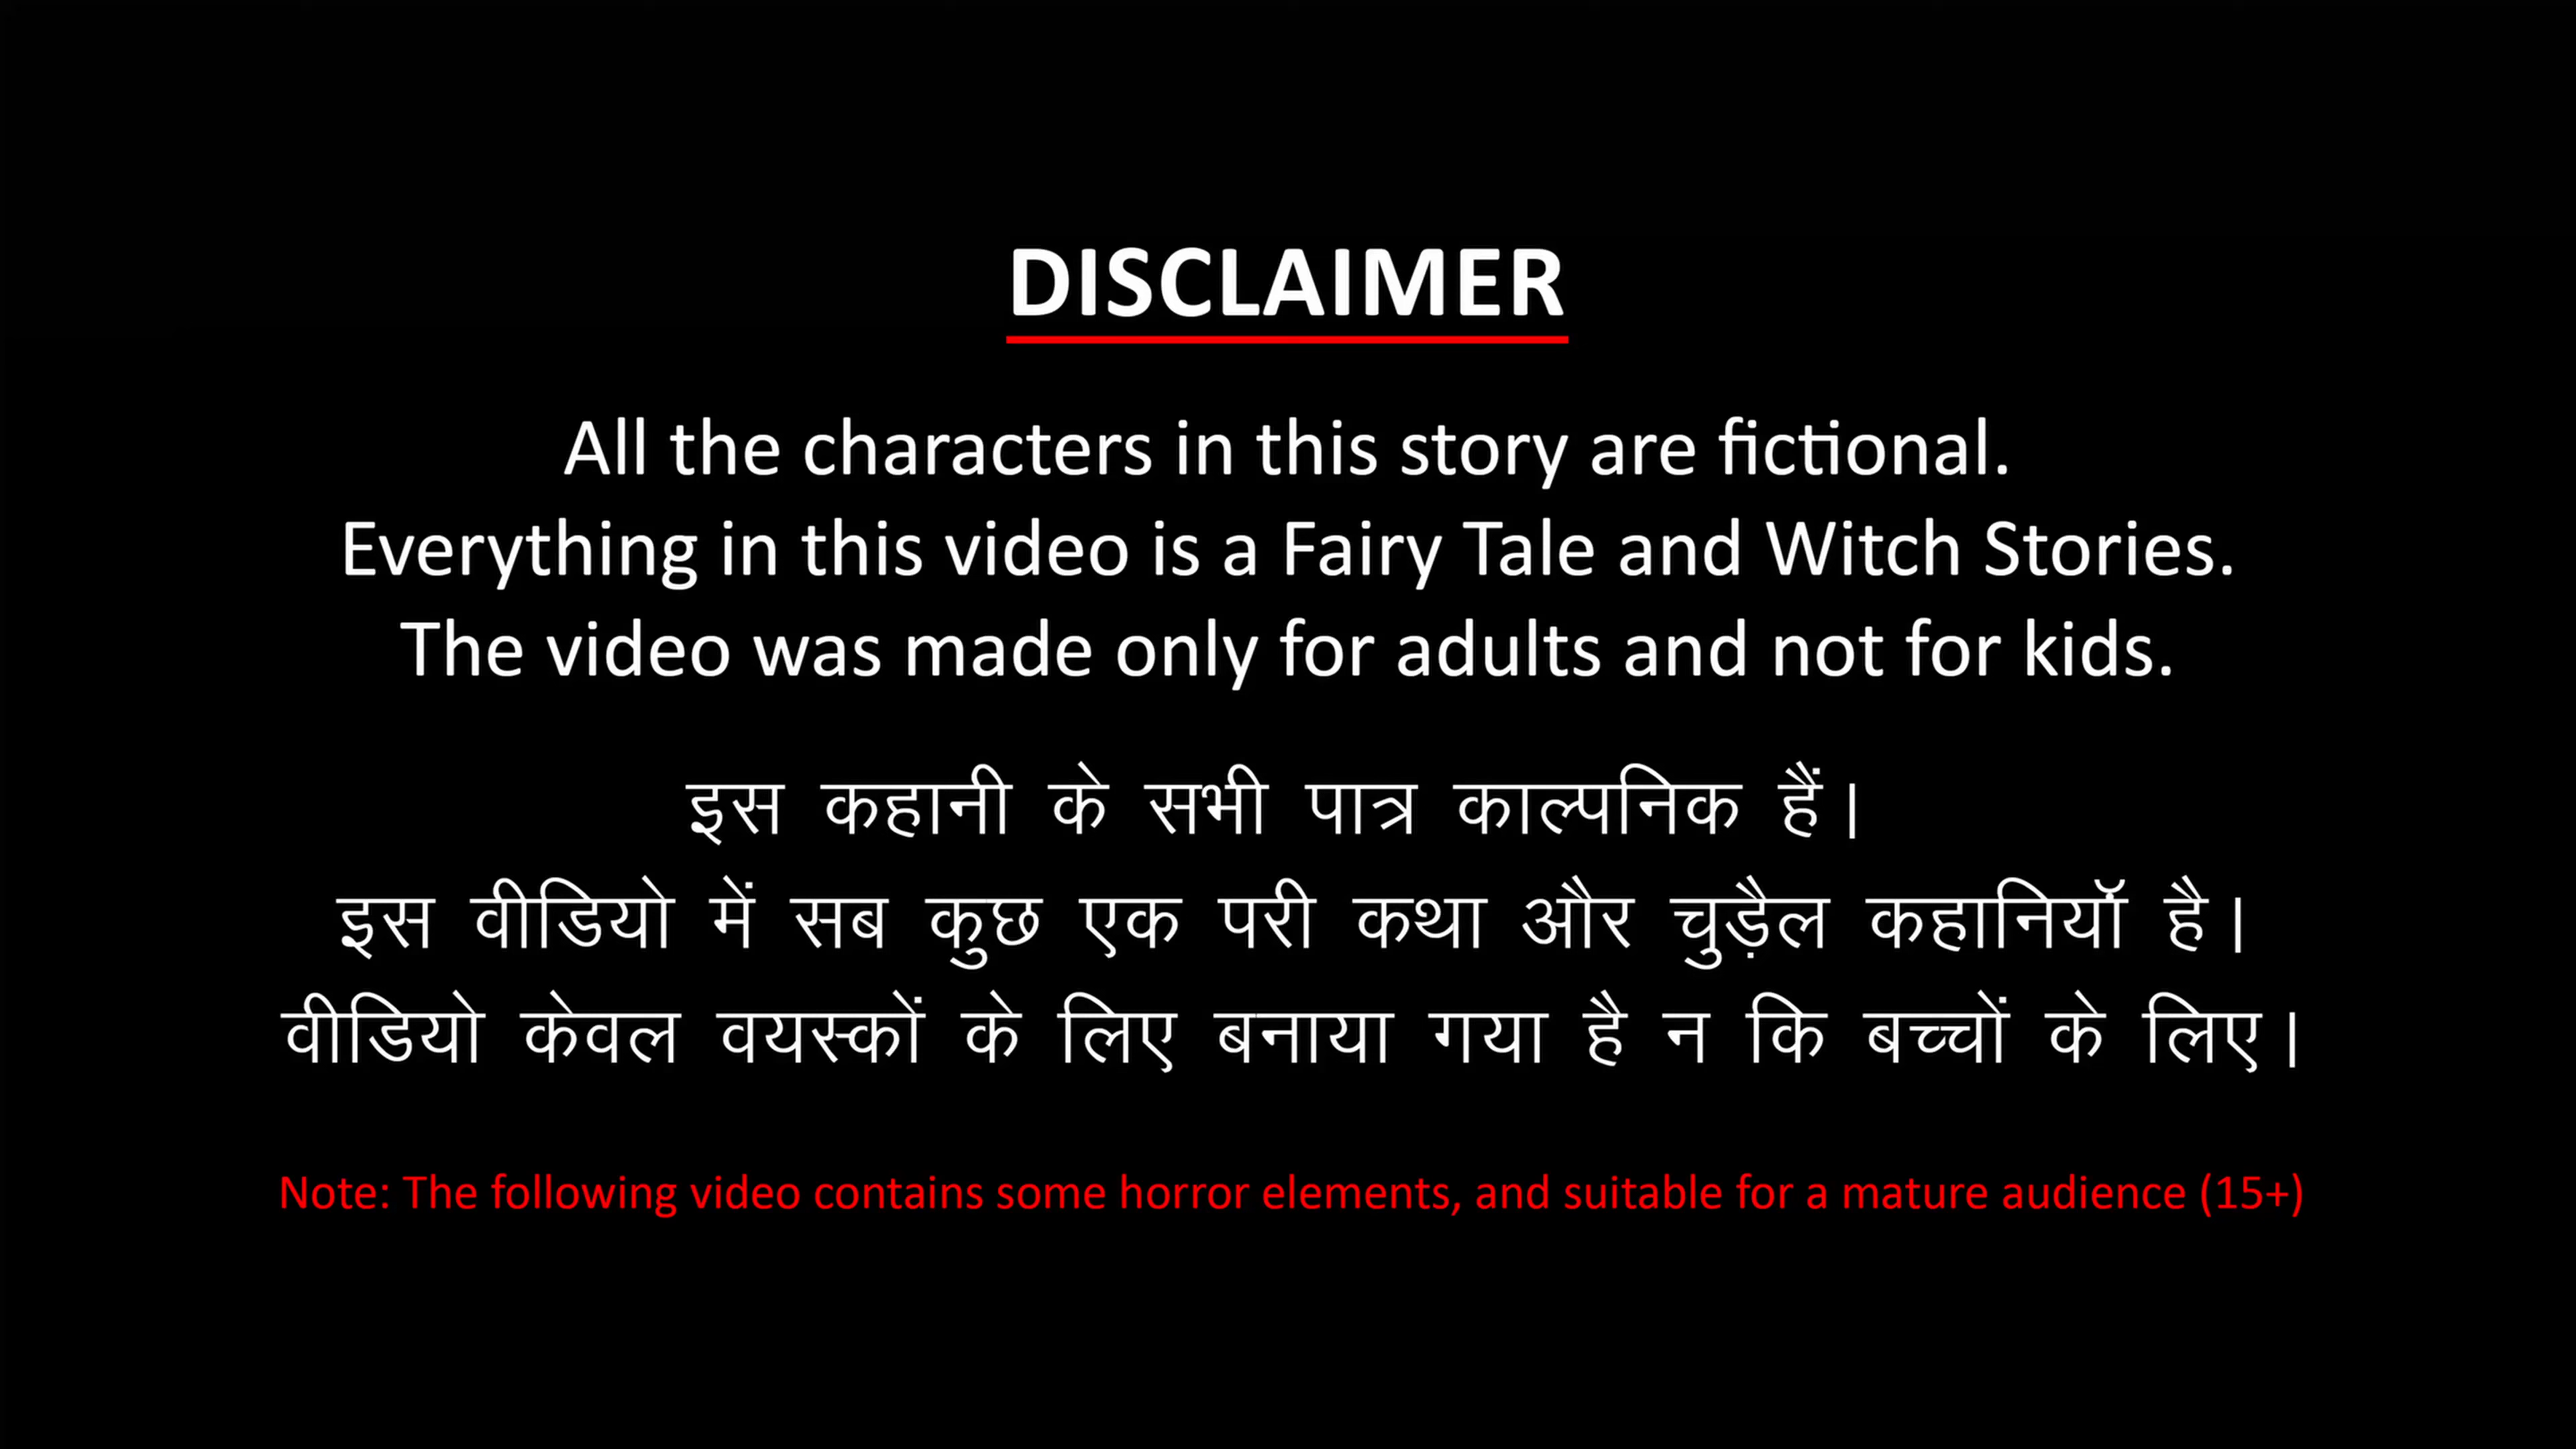 DISCLAIMER
All the characters in this story are fictional.
Everything in this video is a Fairy Tale and Witch Stories.
The video was made only for adults and not for kids.
इस कहानी के सभी पात्र काल्पनिक हैं।
इस वीडियो में सब कुछ एक परी कथा और चुड़ैल कहानियाॅं है।
वीडियो केवल वयस्कों के लिए बनाया गया है न कि बच्चों के लिए।
Note: The following video contains some horror elements, and suitable for a mature audience (15+)